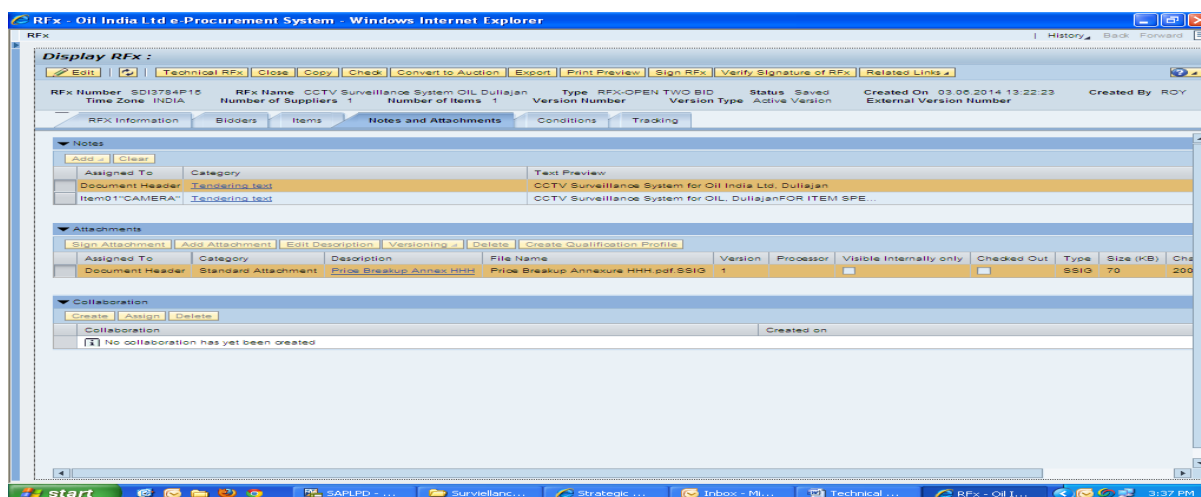 RFx - Oil India Ltd e-Procurement System - Windows Internet Explorer
RFx History Back Forward
Display RFx :
Edit Technical RFx Close Copy Check Convert to Auction Export Print Preview Sign RFx Verify Signature of RFx Related Links
RFx Number SDI3784P15 RFx Name CCTV Surveillance System OIL Duliajan Type RFX-OPEN TWO BID Status Saved Created On 03.06.2014 13:22:23 Created By ROY
Time Zone INDIA Number of Suppliers 1 Number of Items 1 Version Number Version Type Active Version External Version Number
RFX Information Bidders Items Notes and Attachments Conditions Tracking
Notes
Add Clear
Assigned To Category Text Preview
Document Header Tendering text CCTV Surveillance System for Oil India Ltd, Duliajan
Item01"CAMERA" Tendering text CCTV Surveillance System for OIL, DuliajanFOR ITEM SPE...
Attachments
Sign Attachment Add Attachment Edit Description Versioning Delete Create Qualification Profile
Assigned To Category Description File Name Version Processor Visible Internally only Checked Out Type Size (KB) Cha
Document Header Standard Attachment Price Breakup Annex HHH Price Breakup Annexure HHH.pdf.SSIG 1 SSIG 70 200
Collaboration
Create Assign Delete
Collaboration Created on
No collaboration has yet been created
start SAPLPD - ... Surviellanc... Strategic ... Inbox - Mi... Technical ... RFx - Oil I... 3:37 PM